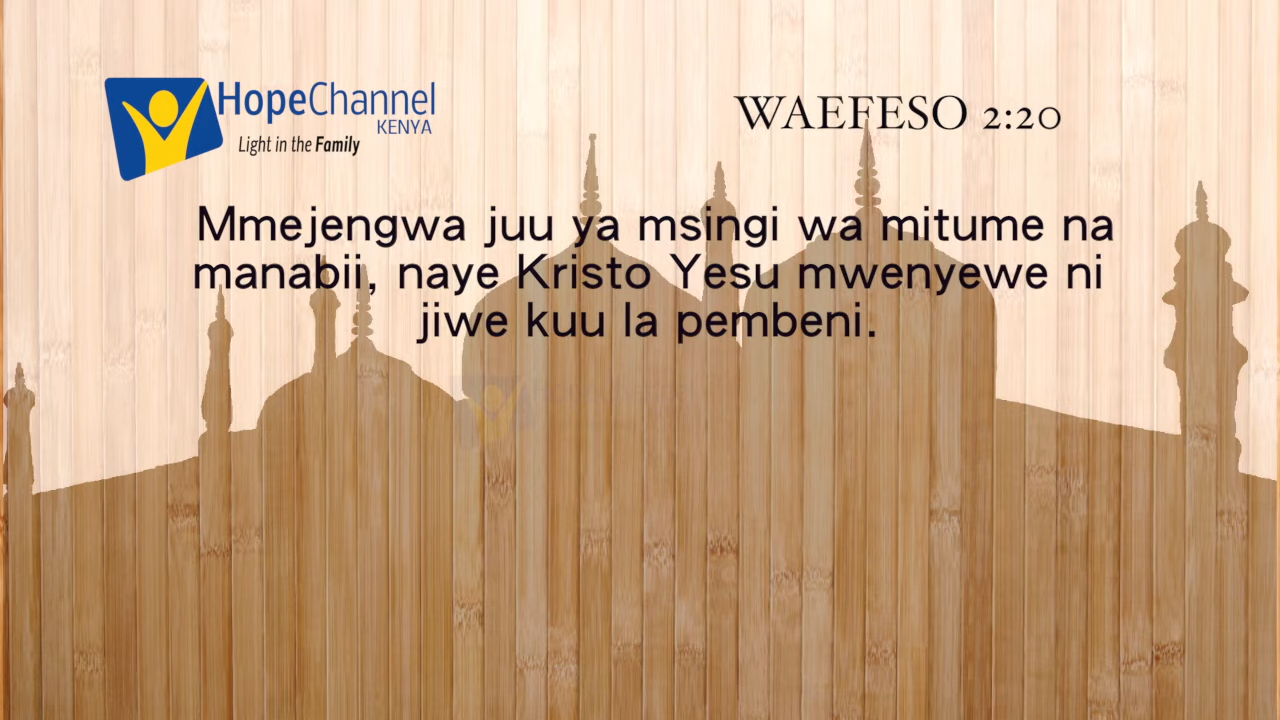 HopeChannel
KENYA
Light in the Family
WAEFESO 2:20
Mmejengwa juu ya msingi wa mitume na
manabii, naye Kristo Yesu mwenyewe ni
jiwe kuu la pembeni.